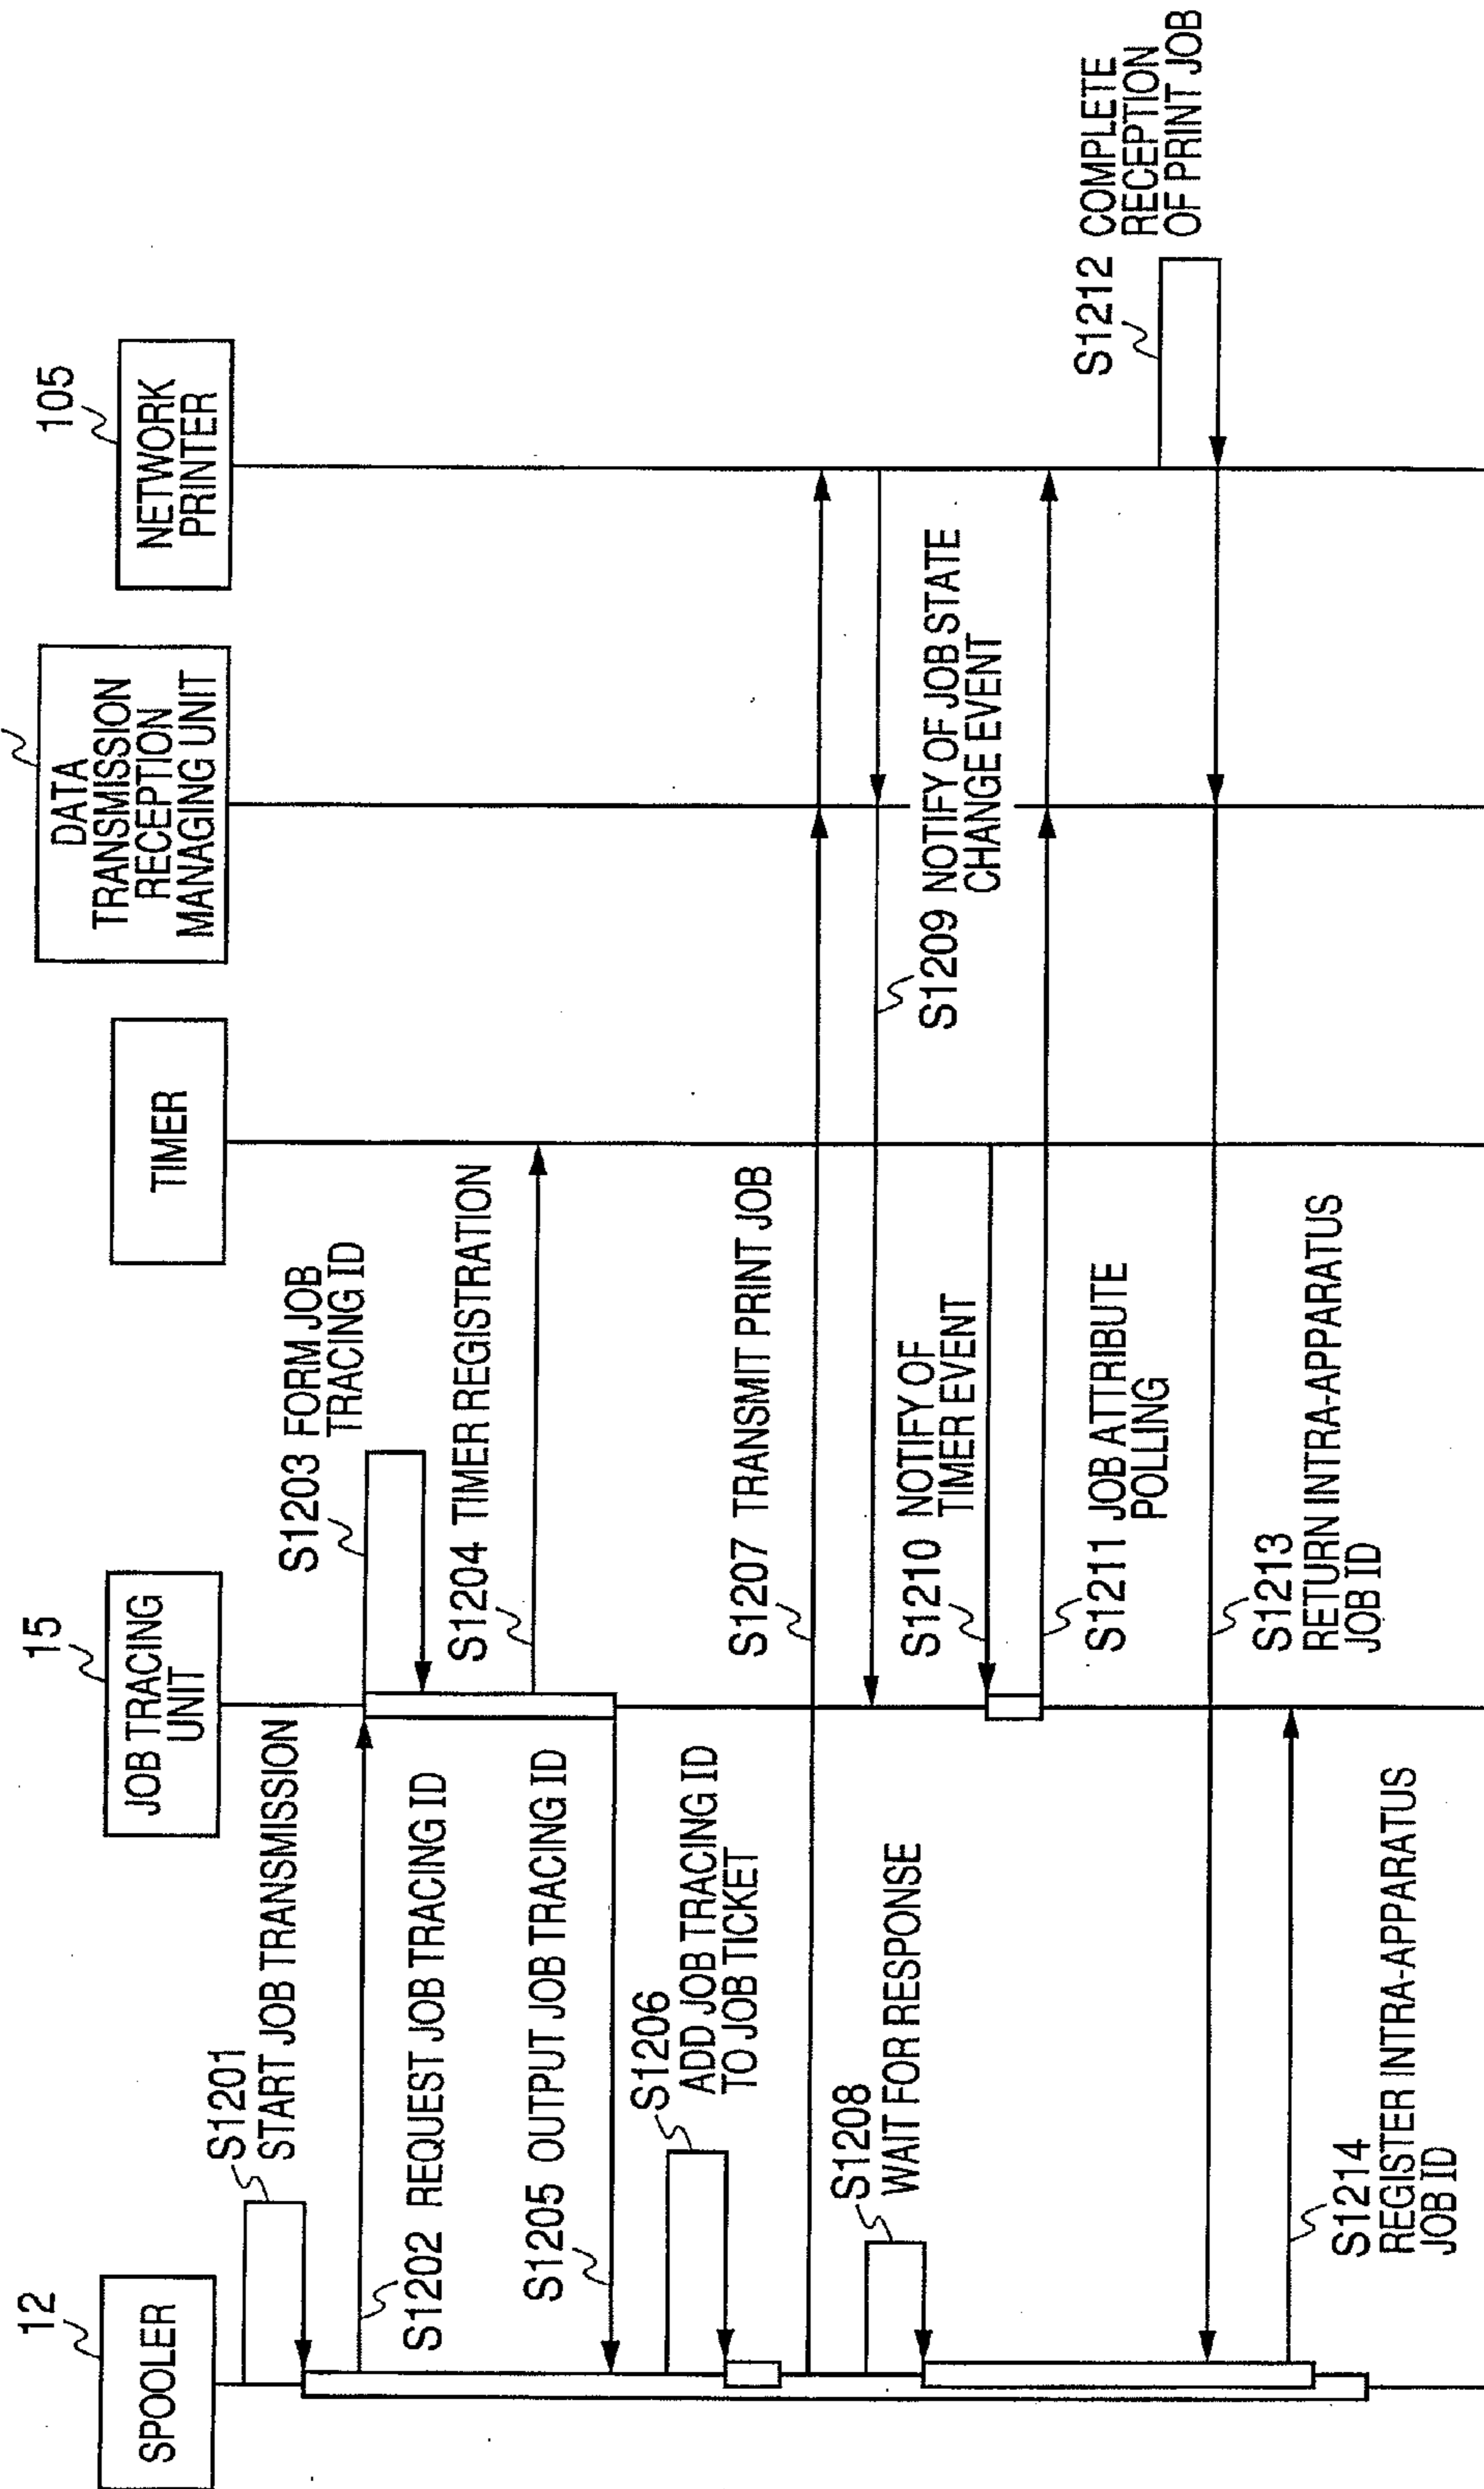 12
SPOOLER
15
JOB TRACING
UNIT
TIMER
DATA
TRANSMISSION
RECEPTION
MANAGING UNIT
105
NETWORK
PRINTER
S1201
START JOB TRANSMISSION
S1202 REQUEST JOB TRACING ID
S1203 FORM JOB
TRACING ID
S1204 TIMER REGISTRATION
S1205 OUTPUT JOB TRACING ID
S1206
ADD JOB TRACING ID
TO JOB TICKET
S1207 TRANSMIT PRINT JOB
S1208
WAIT FOR RESPONSE
S1209 NOTIFY OF JOB STATE
CHANGE EVENT
S1210 NOTIFY OF
TIMER EVENT
S1211 JOB ATTRIBUTE
POLLING
S1212 COMPLETE
RECEPTION
OF PRINT JOB
S1213
RETURN INTRA-APPARATUS
JOB ID
S1214
REGISTER INTRA-APPARATUS
JOB ID